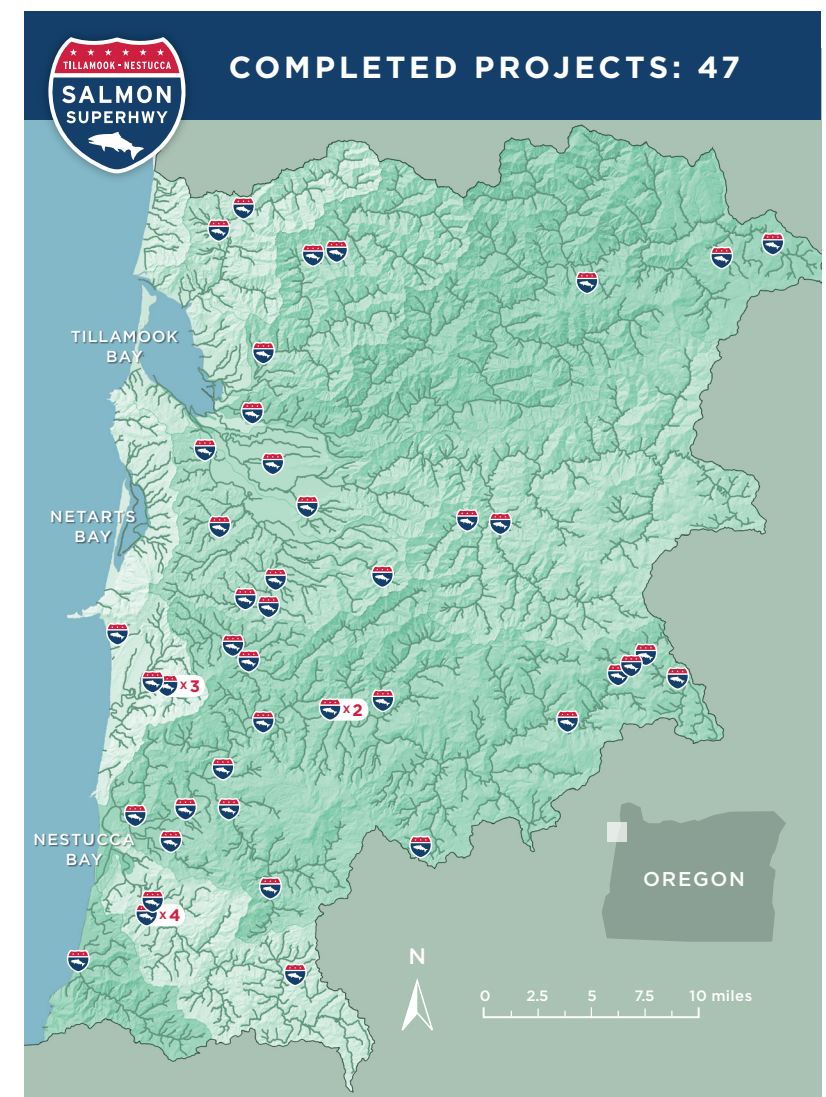 TILLAMOOK - NESTUCCA
SALMON
SUPERHWY
COMPLETED PROJECTS: 47
TILLAMOOK
BAY
NETARTS
BAY
x 3
x 2
NESTUCCA
BAY
x 4
OREGON
N
0 2.5 5 7.5 10 miles